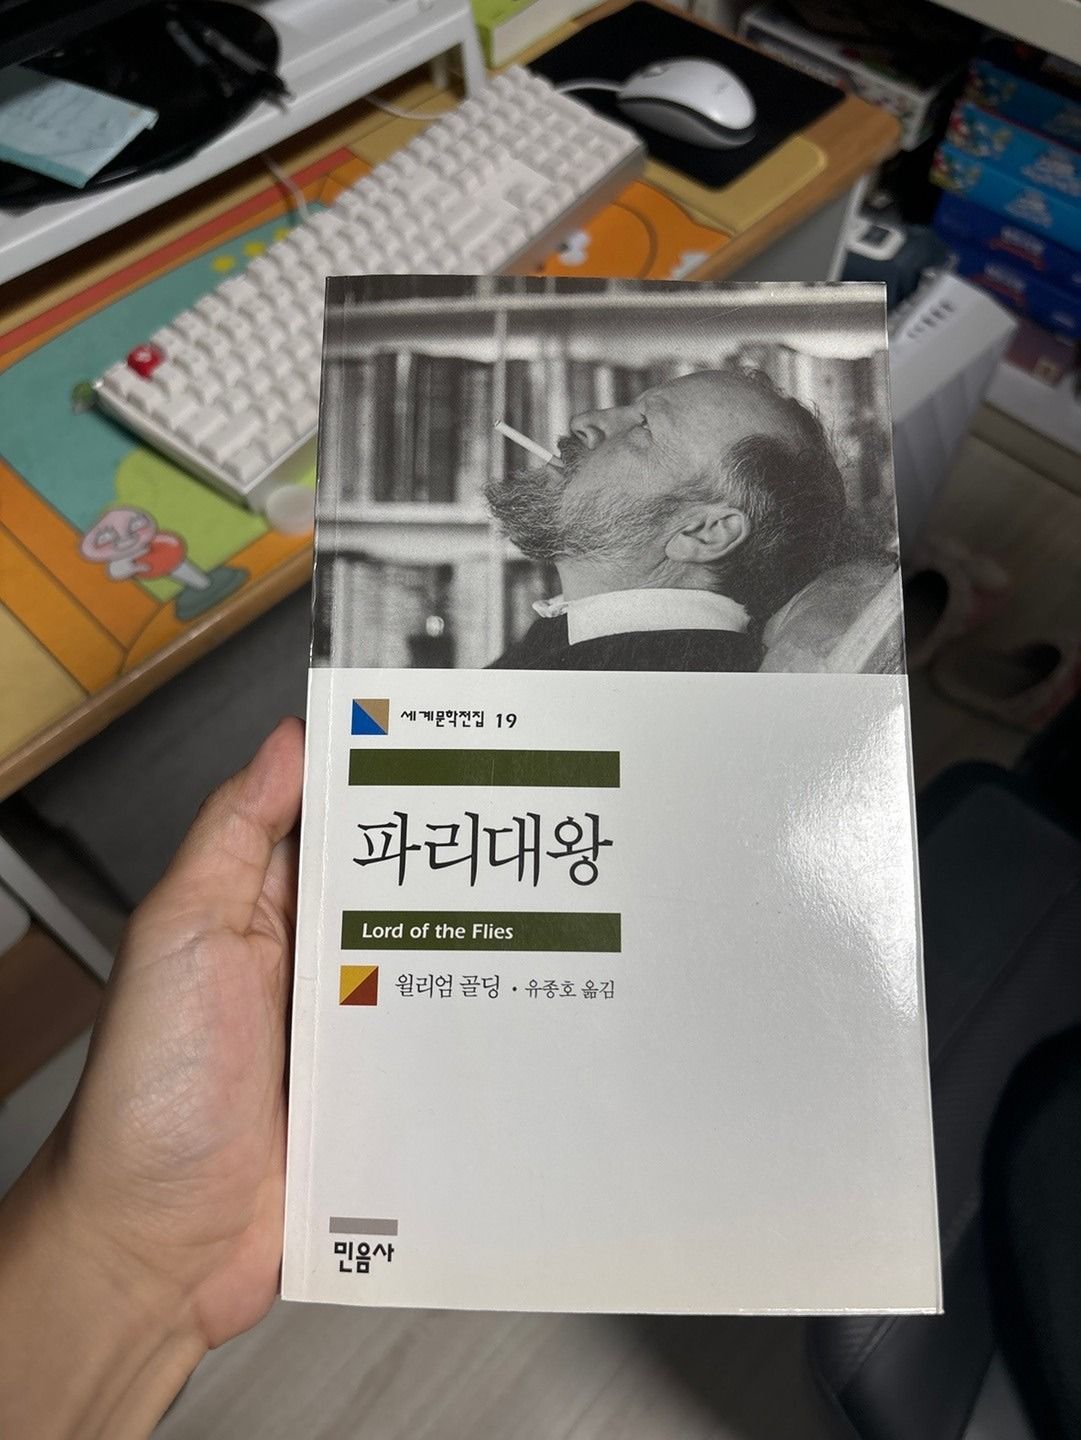 세계문학전집 19
파리대왕
Lord of the Flies
윌리엄 골딩 · 유종호 옮김
민음사